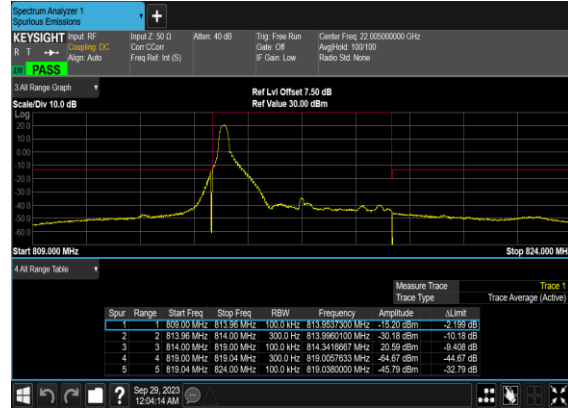 Spectrum Analyzer 1
Spurious Emissions
KEYSIGHT Input: RF Input Z: 50 Ω Atten: 40 dB Trig: Free Run Center Freq: 22.005000000 GHz
R T Coupling: DC Corr CCorr Gate: Off Avg|Hold: 100/100
Align: Auto Freq Ref: Int (S) IF Gain: Low Radio Std: None
PASS
3 All Range Graph
Ref Lvl Offset 7.50 dB
Scale/Div 10.0 dB Ref Value 30.00 dBm
Log
20.0
10.0
0.00
-10.0
-20.0
-30.0
-40.0
-50.0
-60.0
Start 809.000 MHz Stop 824.000 MH
4 All Range Table
Measure Trace Trace 1
Trace Type Trace Average (Active)
Spur Range Start Freq Stop Freq RBW Frequency Amplitude ΔLimit
1 1 809.00 MHz 813.96 MHz 100.0 kHz 813.9537300 MHz -15.20 dBm -2.199 dB
2 2 813.96 MHz 814.00 MHz 300.0 Hz 813.9960100 MHz -30.18 dBm -10.18 dB
3 3 814.00 MHz 819.00 MHz 100.0 kHz 814.3416667 MHz 20.59 dBm -9.408 dB
4 4 819.00 MHz 819.04 MHz 300.0 Hz 819.0057633 MHz -64.67 dBm -44.67 dB
5 5 819.04 MHz 824.00 MHz 100.0 kHz 819.0380000 MHz -45.79 dBm -32.79 dB
Sep 29, 2023
12:04:14 AM